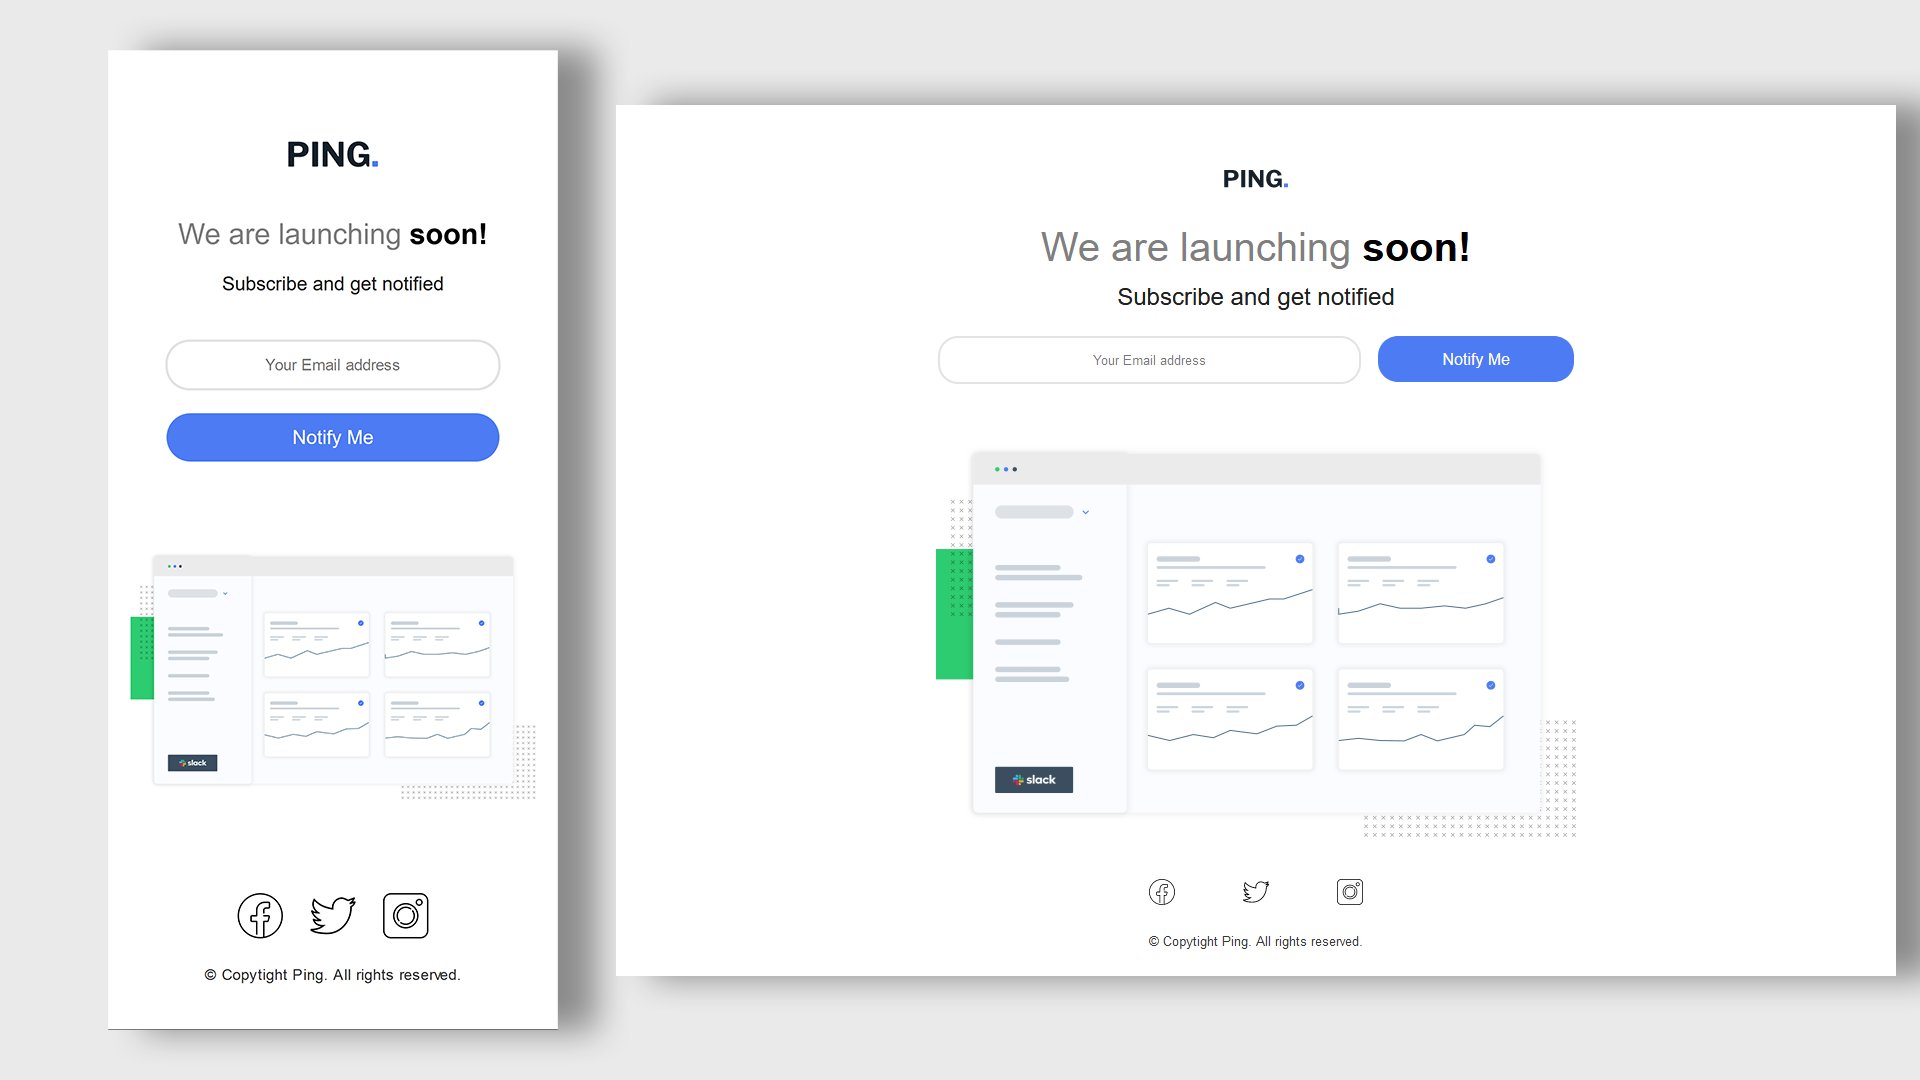 PING.
We are launching soon!
Subscribe and get notified
Your Email address
Notify Me
slack
© Copytight Ping. All rights reserved.
PING.
We are launching soon!
Subscribe and get notified
Your Email address
Notify Me
slack
© Copytight Ping. All rights reserved.